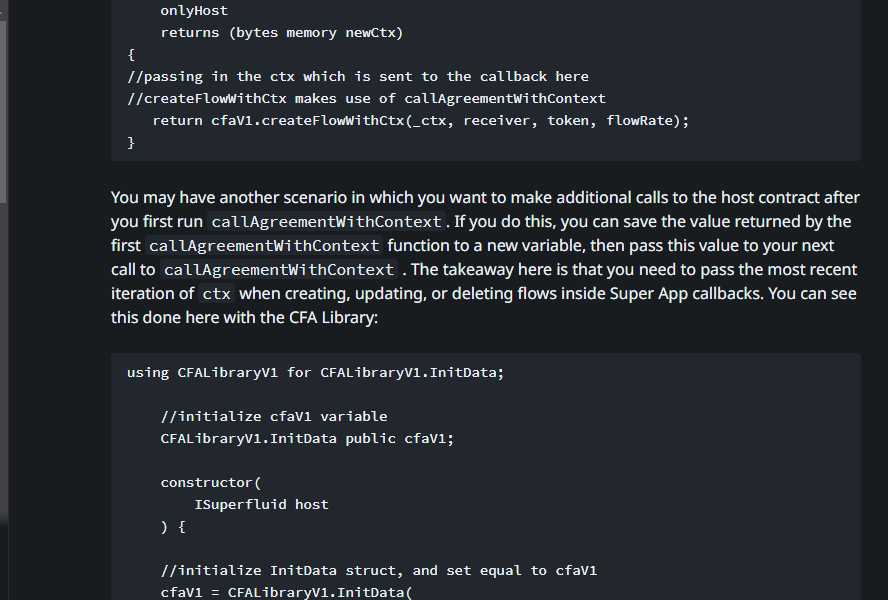 onlyHost
returns (bytes memory newCtx)
{
//passing in the ctx which is sent to the callback here
//createFlowWithCtx makes use of callAgreementWithContext
return cfaV1.createFlowWithCtx(_ctx, receiver, token, flowRate);
}
You may have another scenario in which you want to make additional calls to the host contract after
you first run callAgreementWithContext. If you do this, you can save the value returned by the
first callAgreementWithContext function to a new variable, then pass this value to your next
call to callAgreementWithContext . The takeaway here is that you need to pass the most recent
iteration of ctx when creating, updating, or deleting flows inside Super App callbacks. You can see
this done here with the CFA Library:
using CFALibraryV1 for CFALibraryV1.InitData;
//initialize cfaV1 variable
CFALibraryV1.InitData public cfaV1;
constructor(
ISuperfluid host
) {
//initialize InitData struct, and set equal to cfaV1
cfaV1 = CFALibraryV1.InitData(